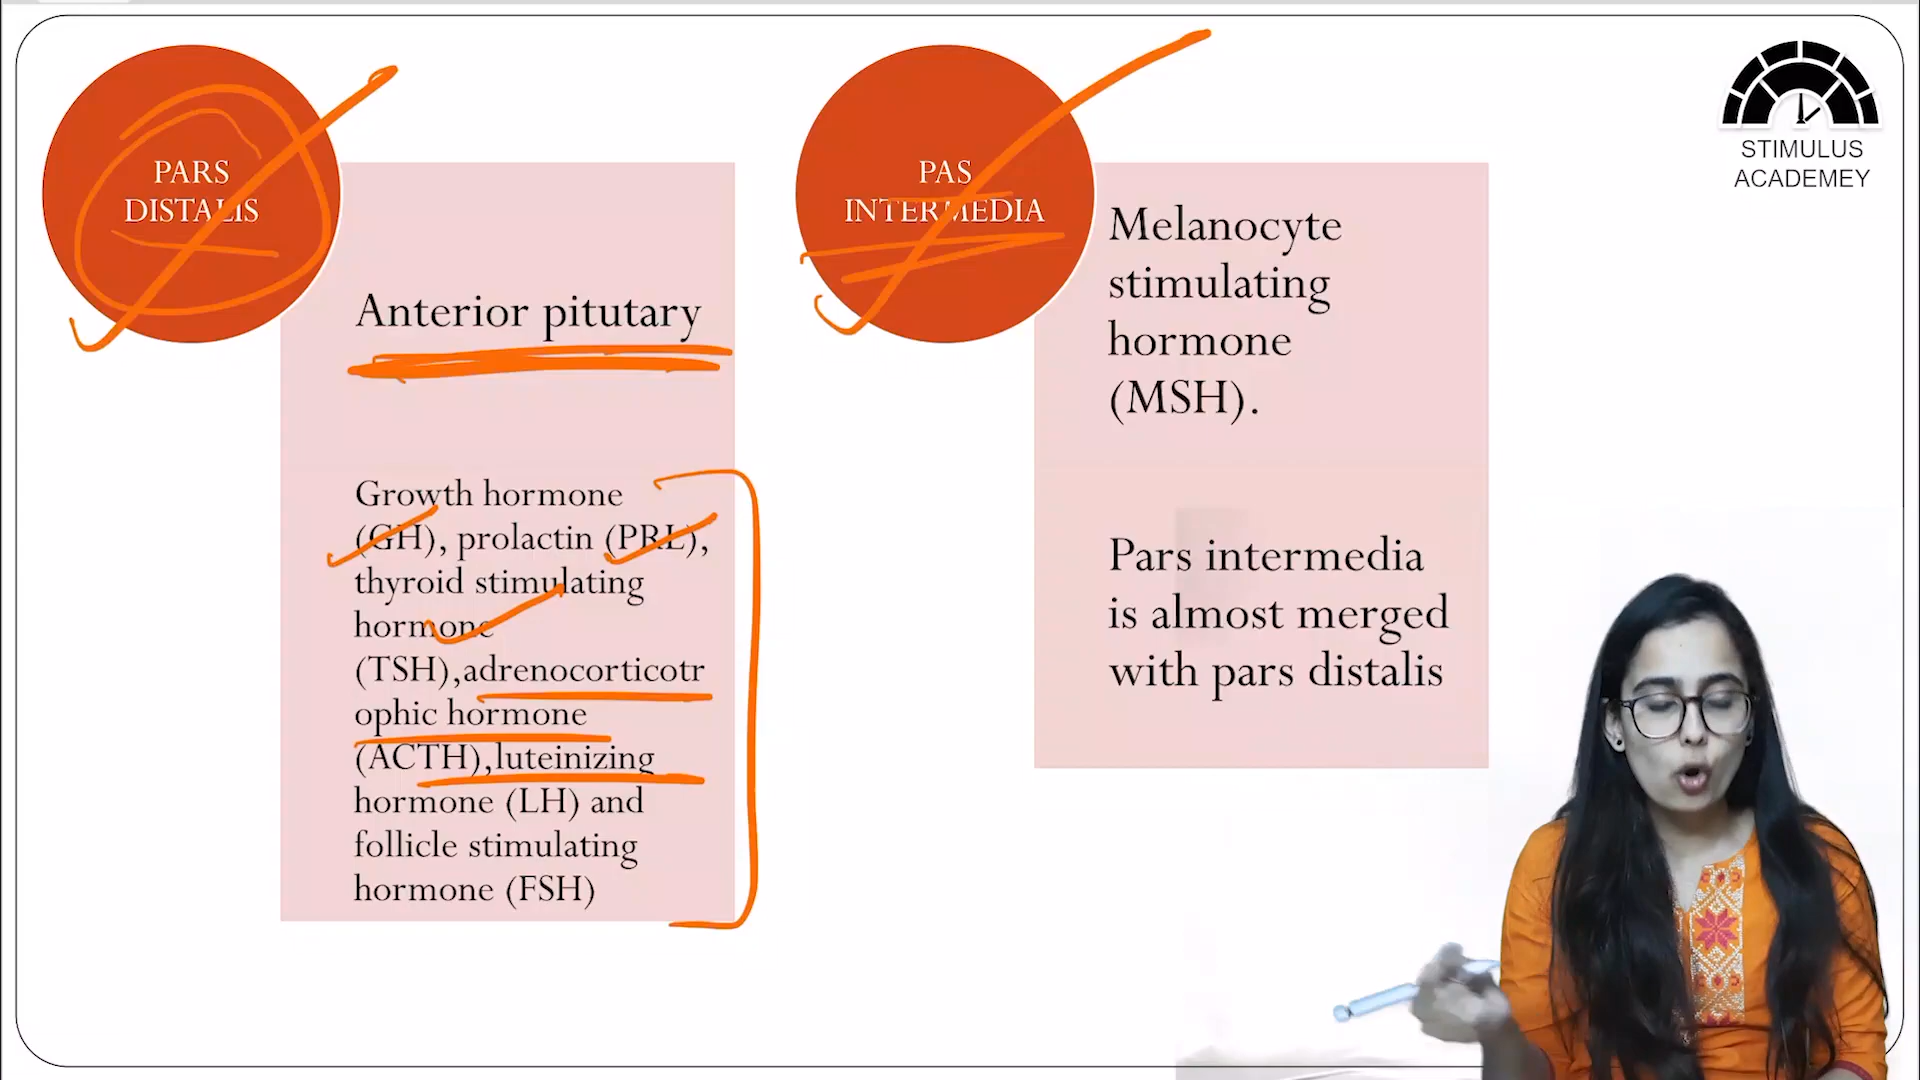 PARS
DISTALIS
Anterior pitutary
Growth hormone
(GH), prolactin (PRL),
thyroid stimulating
hormone
(TSH),adrenocorticotr
ophic hormone
(ACTH),luteinizing
hormone (LH) and
follicle stimulating
hormone (FSH)
PAS
INTERMEDIA
Melanocyte
stimulating
hormone
(MSH).
Pars intermedia
is almost merged
with pars distalis
STIMULUS
ACADEMEY